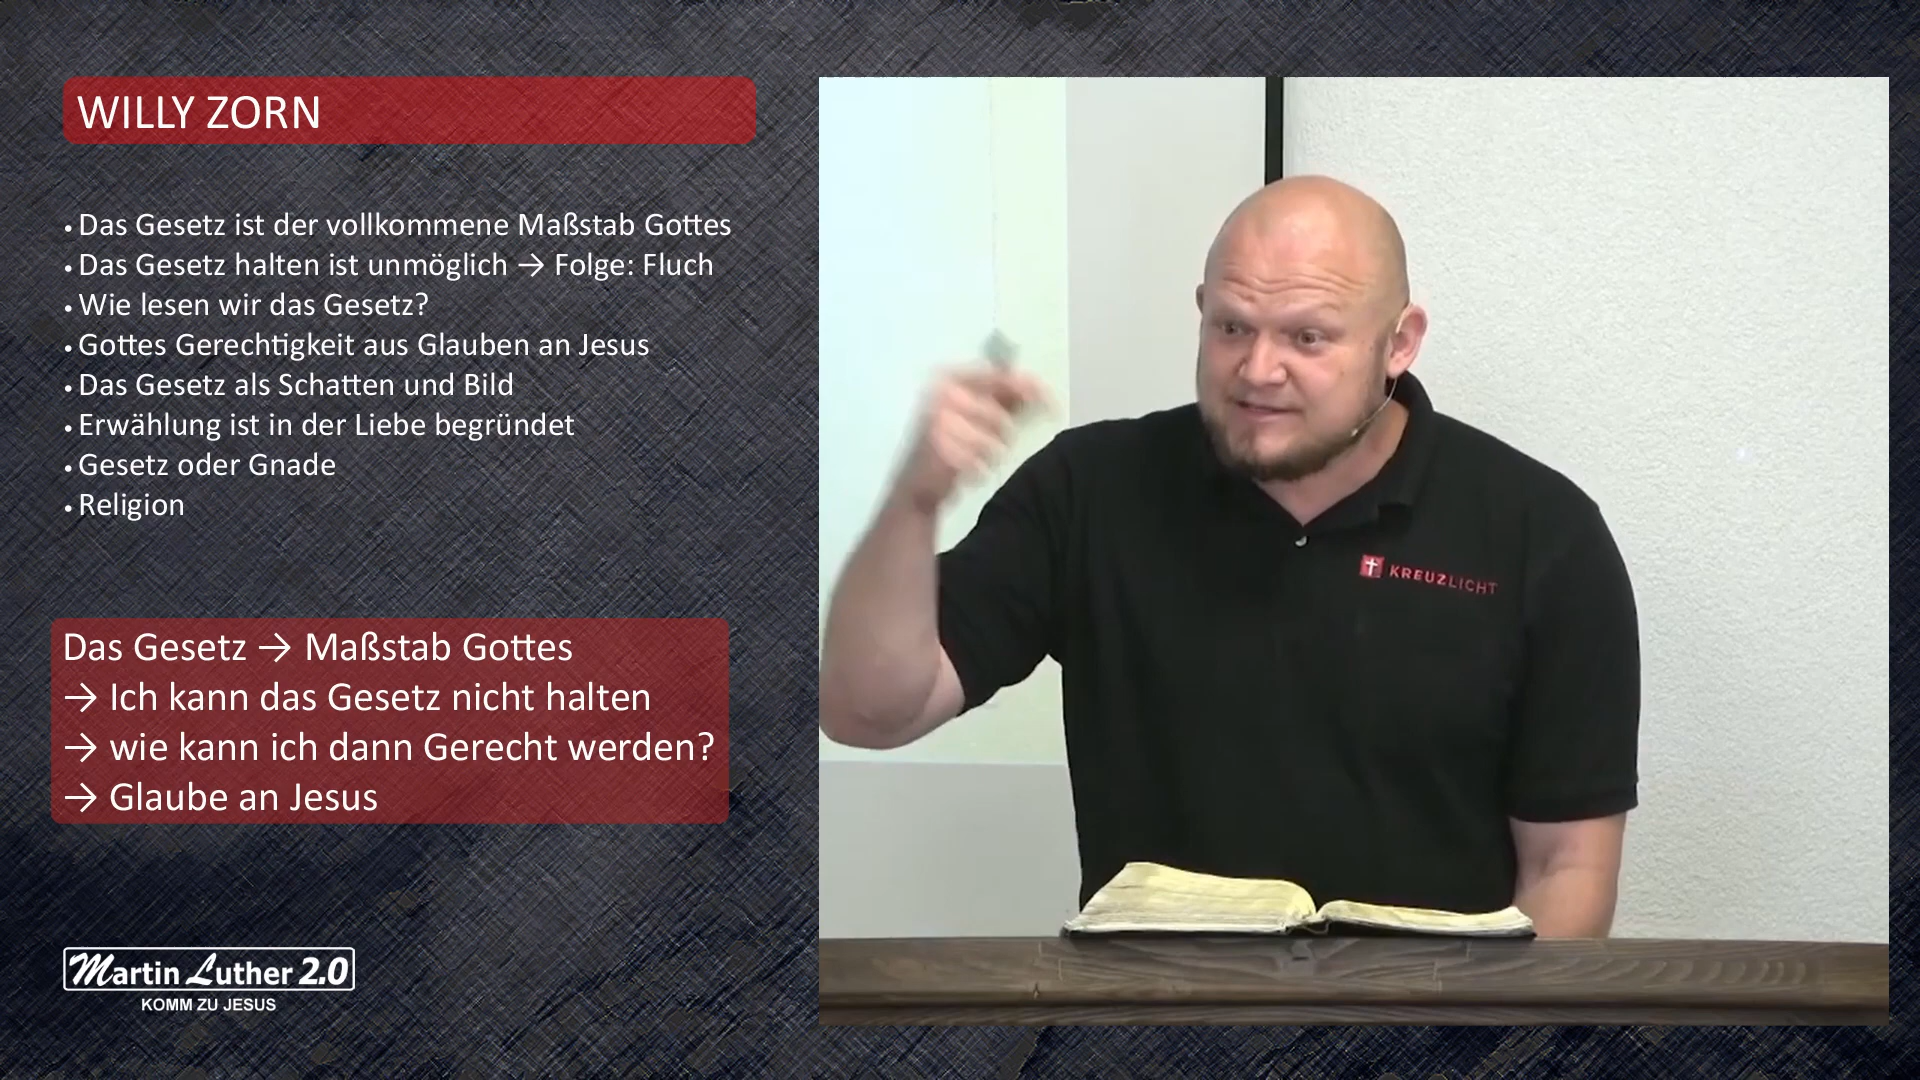 WILLY ZORN
• Das Gesetz ist der vollkommene Maßstab Gottes
• Das Gesetz halten ist unmöglich → Folge: Fluch
• Wie lesen wir das Gesetz?
• Gottes Gerechtigkeit aus Glauben an Jesus
• Das Gesetz als Schatten und Bild
• Erwählung ist in der Liebe begründet
• Gesetz oder Gnade
• Religion
Das Gesetz → Maßstab Gottes
→ Ich kann das Gesetz nicht halten
→ wie kann ich dann Gerecht werden?
→ Glaube an Jesus
Martin Luther 2.0
KOMM ZU JESUS
KREUZLICHT